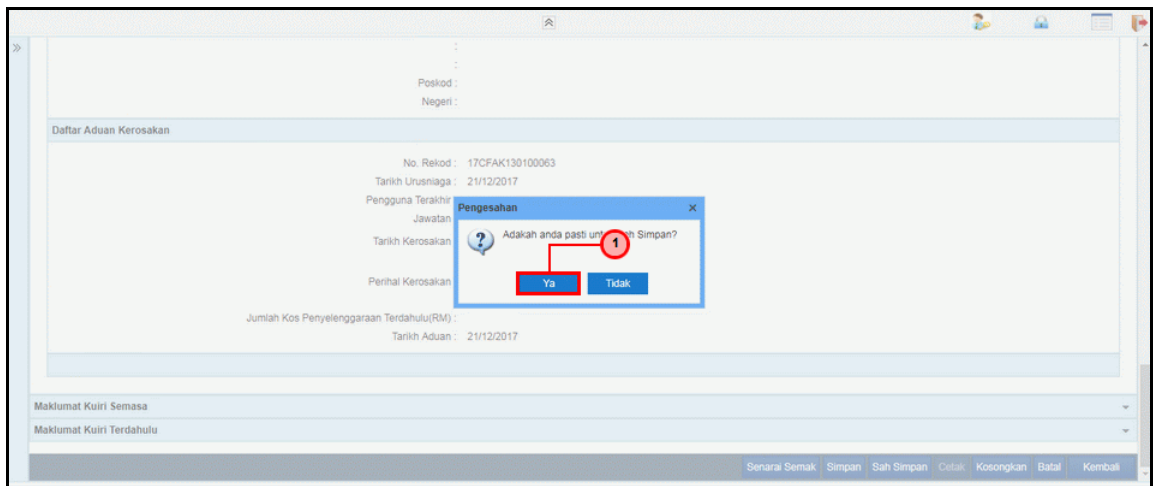 Poskod :
Negeri :
Daftar Aduan Kerosakan
No. Rekod : 17CFAK130100063
Tarikh Urusniaga : 21/12/2017
Pengguna Terakhir
Jawatan
Tarikh Kerosakan
Perihal Kerosakan
Pengesahan ×
Adakah anda pasti Simpan?
1
Ya Tidak
Jumlah Kos Penyelenggaraan Terdahulu(RM) :
Tarikh Aduan : 21/12/2017
Maklumat Kuiri Semasa
Maklumat Kuiri Terdahulu
Senarai Semak Simpan Sah Simpan Cetak Kosongkan Batal Kembali